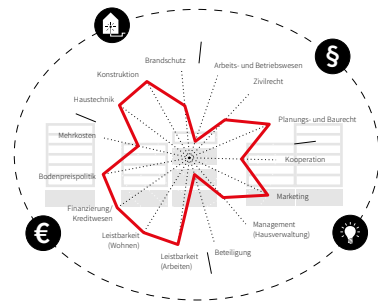 Brandschutz
Arbeits- und Betriebswesen
Konstruktion
Zivilrecht
§
Haustechnik
Planungs- und Baurecht
Mehrkosten
Kooperation
Bodenpreispolitik
Marketing
Finanzierung/
Kreditwesen
Management
(Hausverwaltung)
€
Leistbarkeit
(Wohnen)
Beteiligung
Leistbarkeit
(Arbeiten)